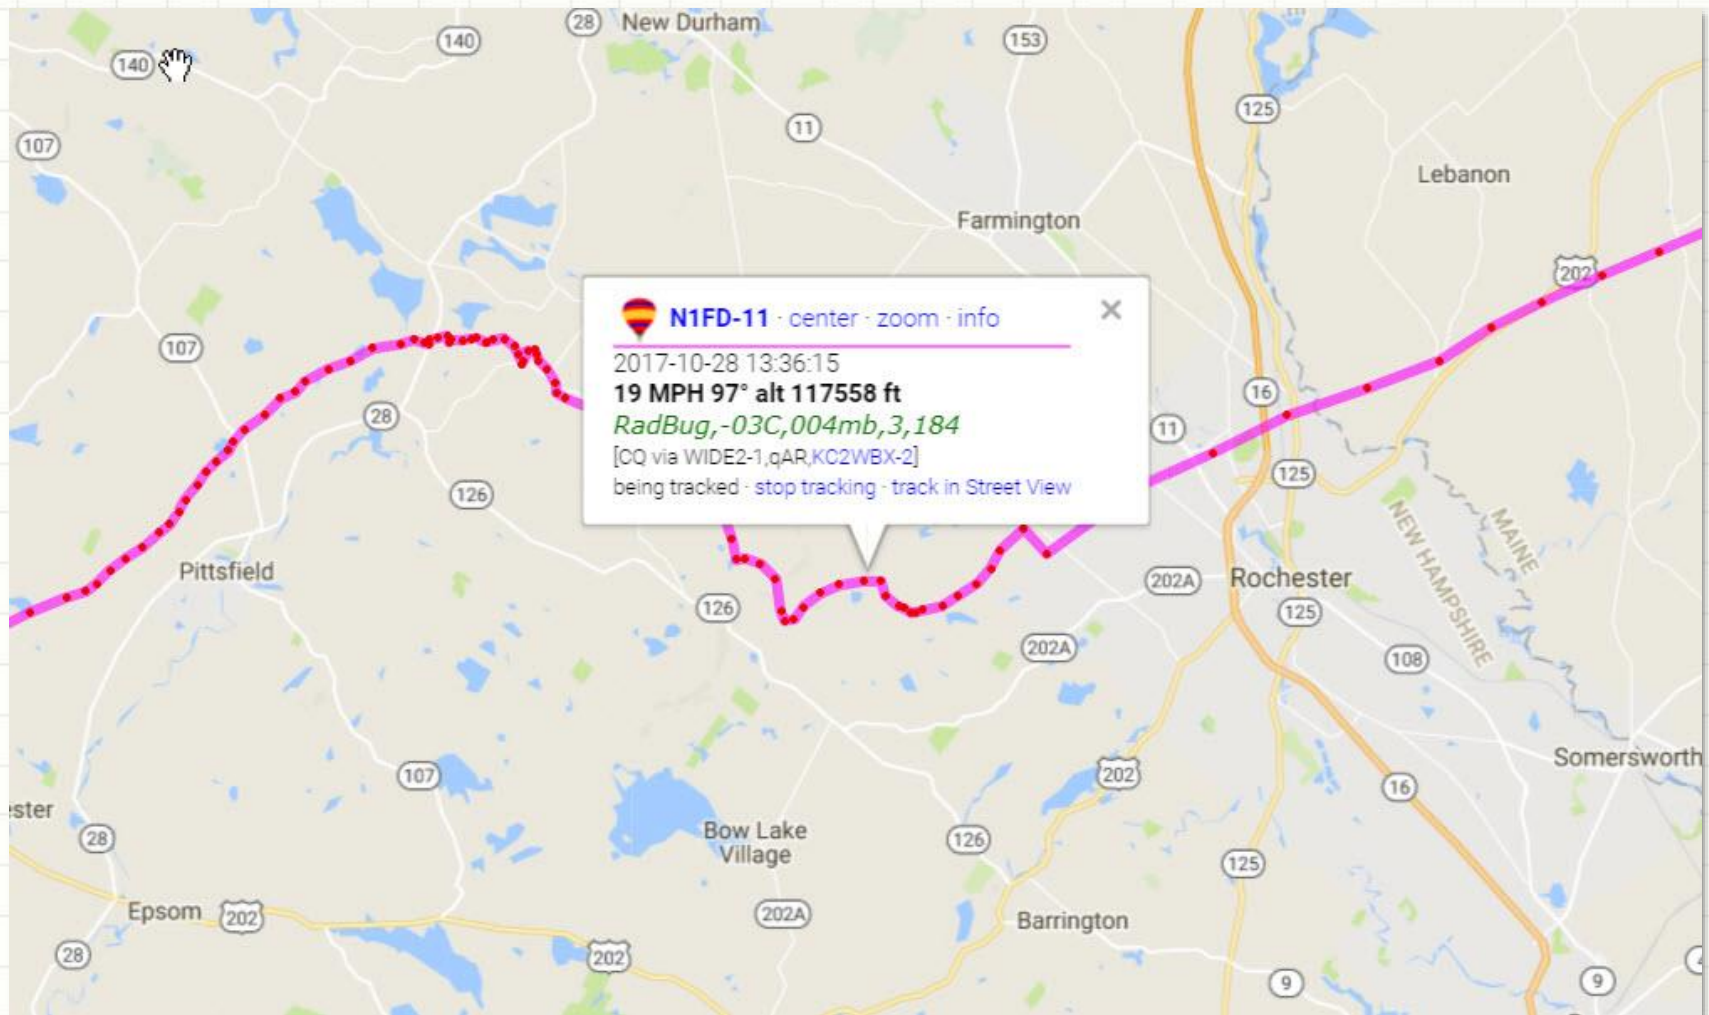 28
New Durham
140
153
140
125
11
107
Lebanon
Farmington
202
N1FD-11 · center · zoom · info
2017-10-28 13:36:15
19 MPH 97° alt 117558 ft
RadBug,-03C,004mb,3,184
[CQ via WIDE2-1,qAR,KC2WBX-2]
being tracked · stop tracking · track in Street View
107
28
16
11
125
126
NEW HAMPSHIRE
MAINE
Pittsfield
202A
Rochester
126
125
202A
108
107
202
Somersworth
16
ester
28
Bow Lake
Village
126
125
Epsom
202
202A
Barrington
28
202
9
9